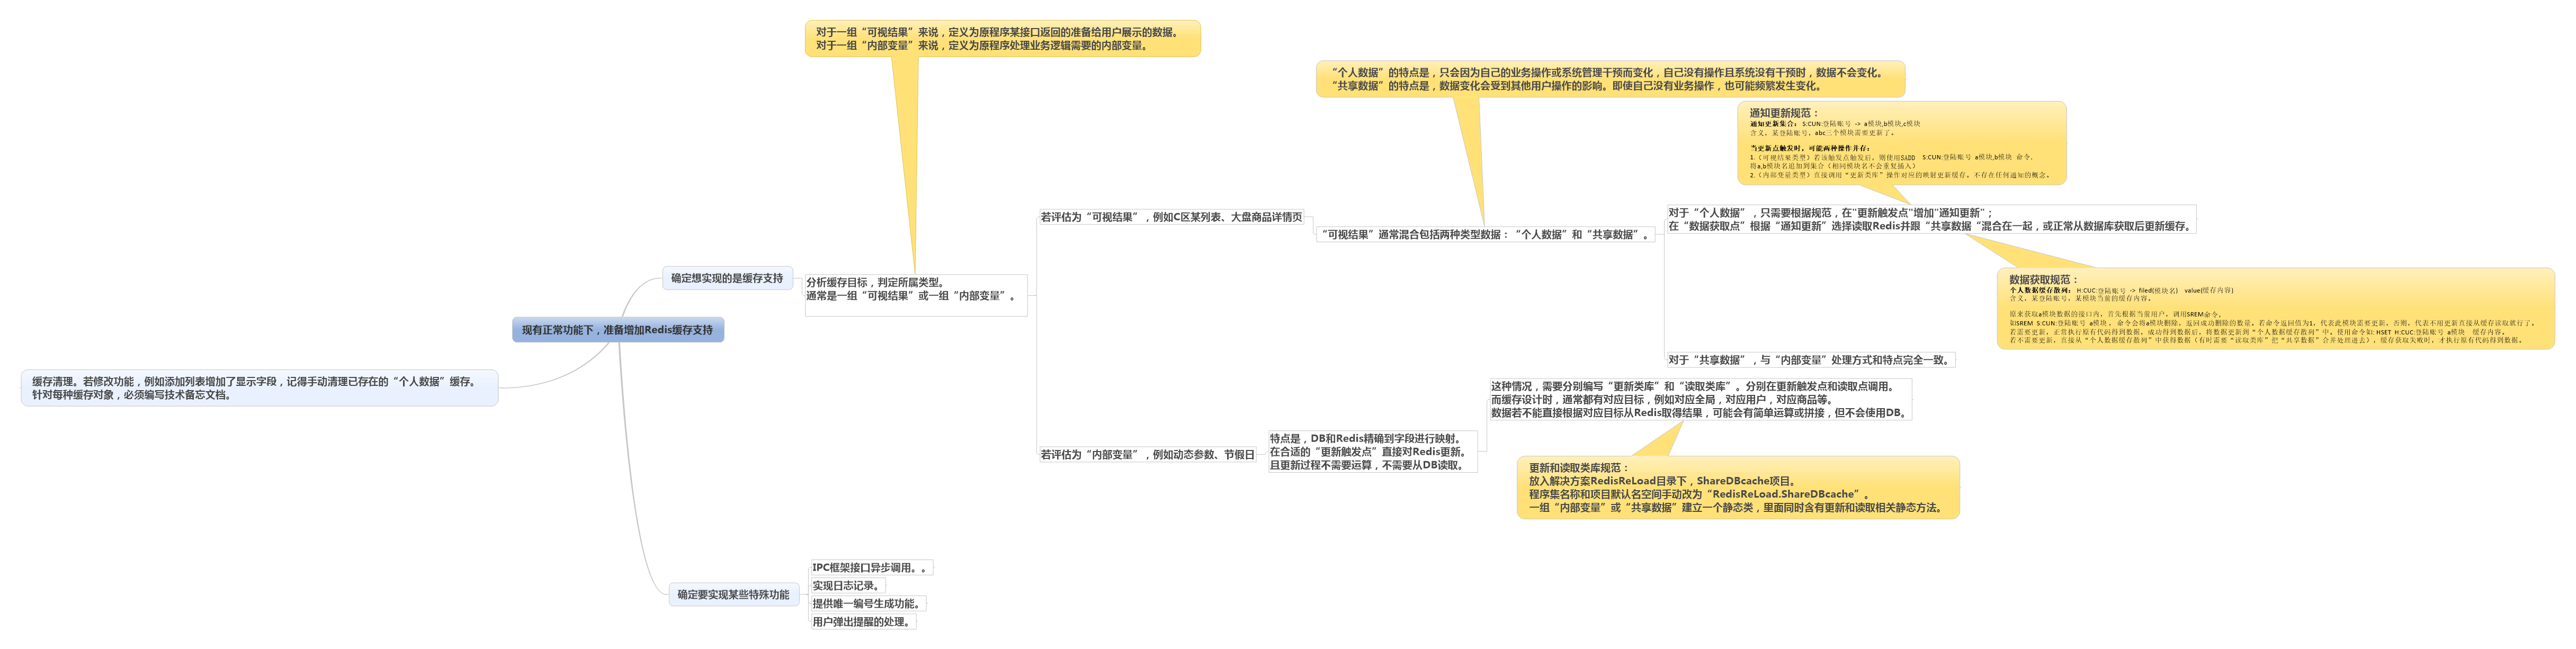 对于一组“可视结果”来说，定义为原程序某接口返回的准备给用户展示的数据。
对于一组“内部变量”来说，定义为原程序处理业务逻辑需要的内部变量。
“个人数据”的特点是，只会因为自己的业务操作或系统管理干预而变化，自己没有操作且系统没有干预时，数据不会变化。
“共享数据”的特点是，数据变化会受到其他用户操作的影响。即使自己没有业务操作，也可能频繁发生变化。
通知更新规范：
通知更新集合： S:CUN:登陆账号 -> a模块,b模块,c模块
含义，某登陆账号，abc三个模块需要更新了。
当更新点触发时，可能两种操作并存：
1.（可视结果类型）若该触发点触发后，则使用SADD S:CUN:登陆账号 a模块,b模块 命令，
将a,b模块名追加到集合（相同模块名不会重复插入）
2.（内部变量类型）直接调用“更新类库”操作对应的映射更新缓存。不存在任何通知的概念。
若评估为“可视结果”，例如C区某列表、大盘商品详情页
“可视结果”通常混合包括两种类型数据：“个人数据”和“共享数据”。
对于“个人数据”，只需要根据规范，在"更新触发点"增加"通知更新"；
在“数据获取点”根据“通知更新”选择读取Redis并跟“共享数据“混合在一起，或正常从数据库获取后更新缓存。
确定想实现的是缓存支持
分析缓存目标，判定所属类型。
通常是一组“可视结果”或一组“内部变量”。
数据获取规范：
个人数据缓存散列： H:CUC:登陆账号 -> filed(模块名) value(缓存内容)
含义，某登陆账号，某模块当前的缓存内容。
原来获取a模块数据的接口内，首先根据当前用户，调用SREM命令。
如SREM S:CUN:登陆账号 a模块 。命令会将a模块删除，返回成功删除的数量。若命令返回值为1，代表此模块需要更新，否则，代表不用更新直接从缓存读取就行了。
若需要更新，正常执行原有代码得到数据，成功得到数据后，将数据更新到“个人数据缓存散列”中。使用命令如: HSET H:CUC:登陆账号 a模块 缓存内容。
若不需要更新，直接从“个人数据缓存散列”中获得数据（有时需要“读取类库”把“共享数据”合并处理进去），缓存获取失败时，才执行原有代码得到数据。
现有正常功能下，准备增加Redis缓存支持
对于“共享数据”，与“内部变量”处理方式和特点完全一致。
缓存清理。若修改功能，例如添加列表增加了显示字段，记得手动清理已存在的“个人数据”缓存。
针对每种缓存对象，必须编写技术备忘文档。
这种情况，需要分别编写“更新类库”和“读取类库”。分别在更新触发点和读取点调用。
而缓存设计时，通常都有对应目标，例如对应全局，对应用户，对应商品等。
数据若不能直接根据对应目标从Redis取得结果，可能会有简单运算或拼接，但不会使用DB。
若评估为“内部变量”，例如动态参数、节假日
特点是，DB和Redis精确到字段进行映射。
在合适的“更新触发点”直接对Redis更新。
且更新过程不需要运算，不需要从DB读取。
更新和读取类库规范：
放入解决方案RedisReLoad目录下，ShareDBcache项目。
程序集名称和项目默认名空间手动改为“RedisReLoad.ShareDBcache”。
一组“内部变量”或“共享数据”建立一个静态类，里面同时含有更新和读取相关静态方法。
确定要实现某些特殊功能
IPC框架接口异步调用。。
实现日志记录。
提供唯一编号生成功能。
用户弹出提醒的处理。